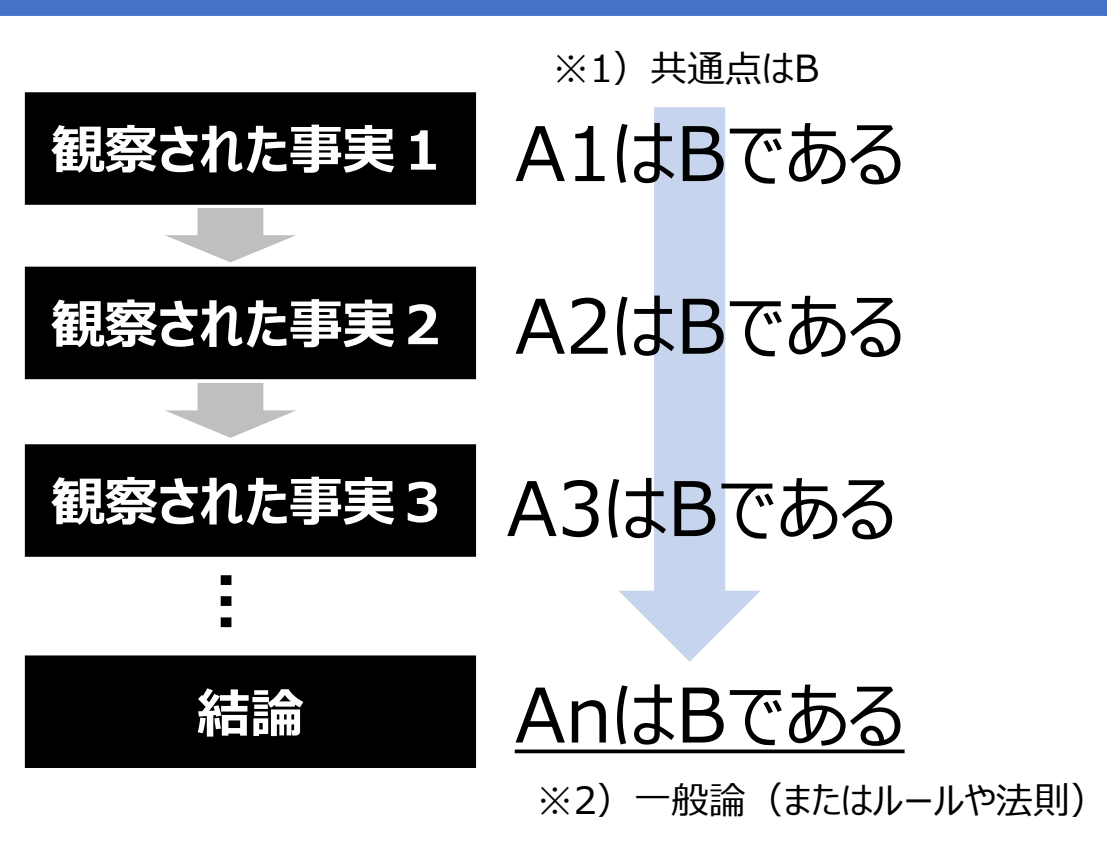 ※1）共通点はB
観察された事実１
A1はBである
観察された事実２
A2はBである
観察された事実３
A3はBである
…
結論
AnはBである
※2）一般論（またはルールや法則）